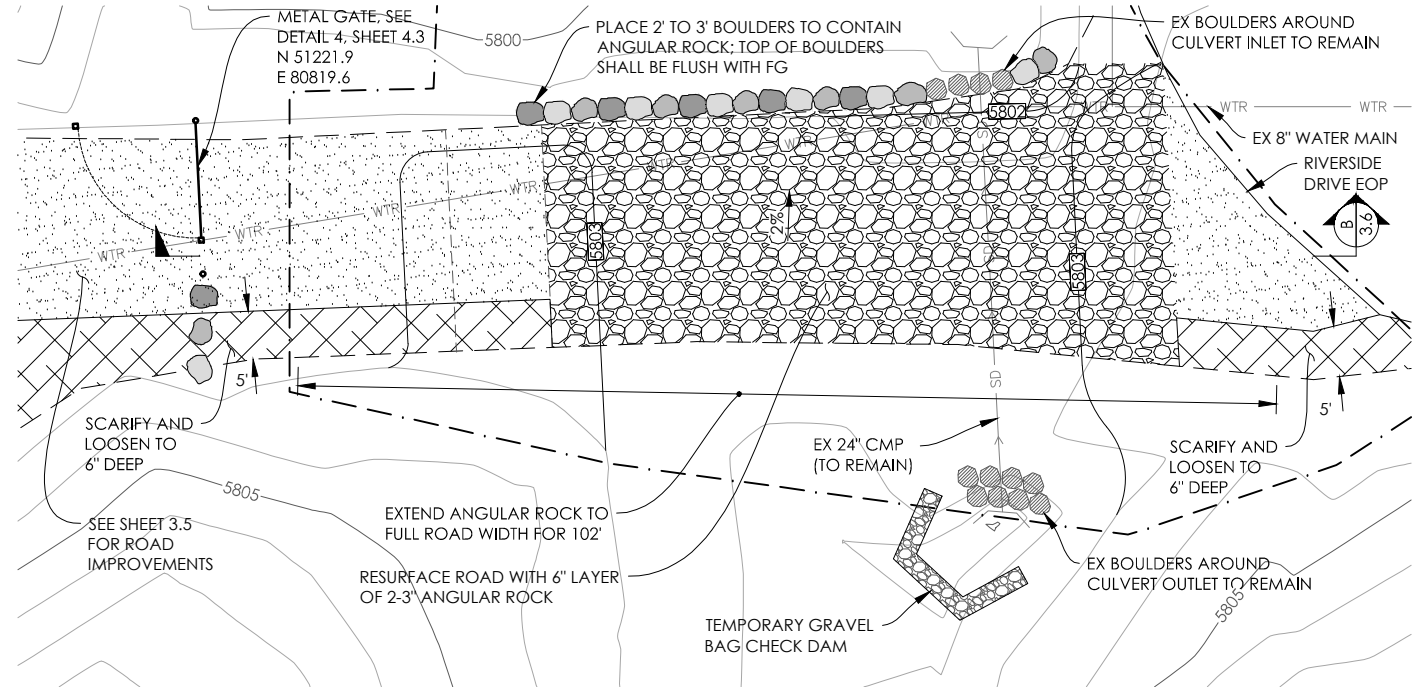 METAL GATE, SEE
DETAIL 4, SHEET 4.3
N 51221.9
E 80819.6
5800
PLACE 2' TO 3' BOULDERS TO CONTAIN
ANGULAR ROCK; TOP OF BOULDERS
SHALL BE FLUSH WITH FG
EX BOULDERS AROUND
CULVERT INLET TO REMAIN
5802
WTR
WTR
WTR
WTR
WTR
WTR
WTR
WTR
WTR
WTR
EX 8" WATER MAIN
RIVERSIDE
DRIVE EOP
B
3.6
2%
5803
5803
SD
5'
5'
SCARIFY AND
LOOSEN TO
6" DEEP
EX 24" CMP
(TO REMAIN)
SCARIFY AND
LOOSEN TO
6" DEEP
5805
SEE SHEET 3.5
FOR ROAD
IMPROVEMENTS
EXTEND ANGULAR ROCK TO
FULL ROAD WIDTH FOR 102'
RESURFACE ROAD WITH 6" LAYER
OF 2-3" ANGULAR ROCK
EX BOULDERS AROUND
CULVERT OUTLET TO REMAIN
TEMPORARY GRAVEL
BAG CHECK DAM
5805